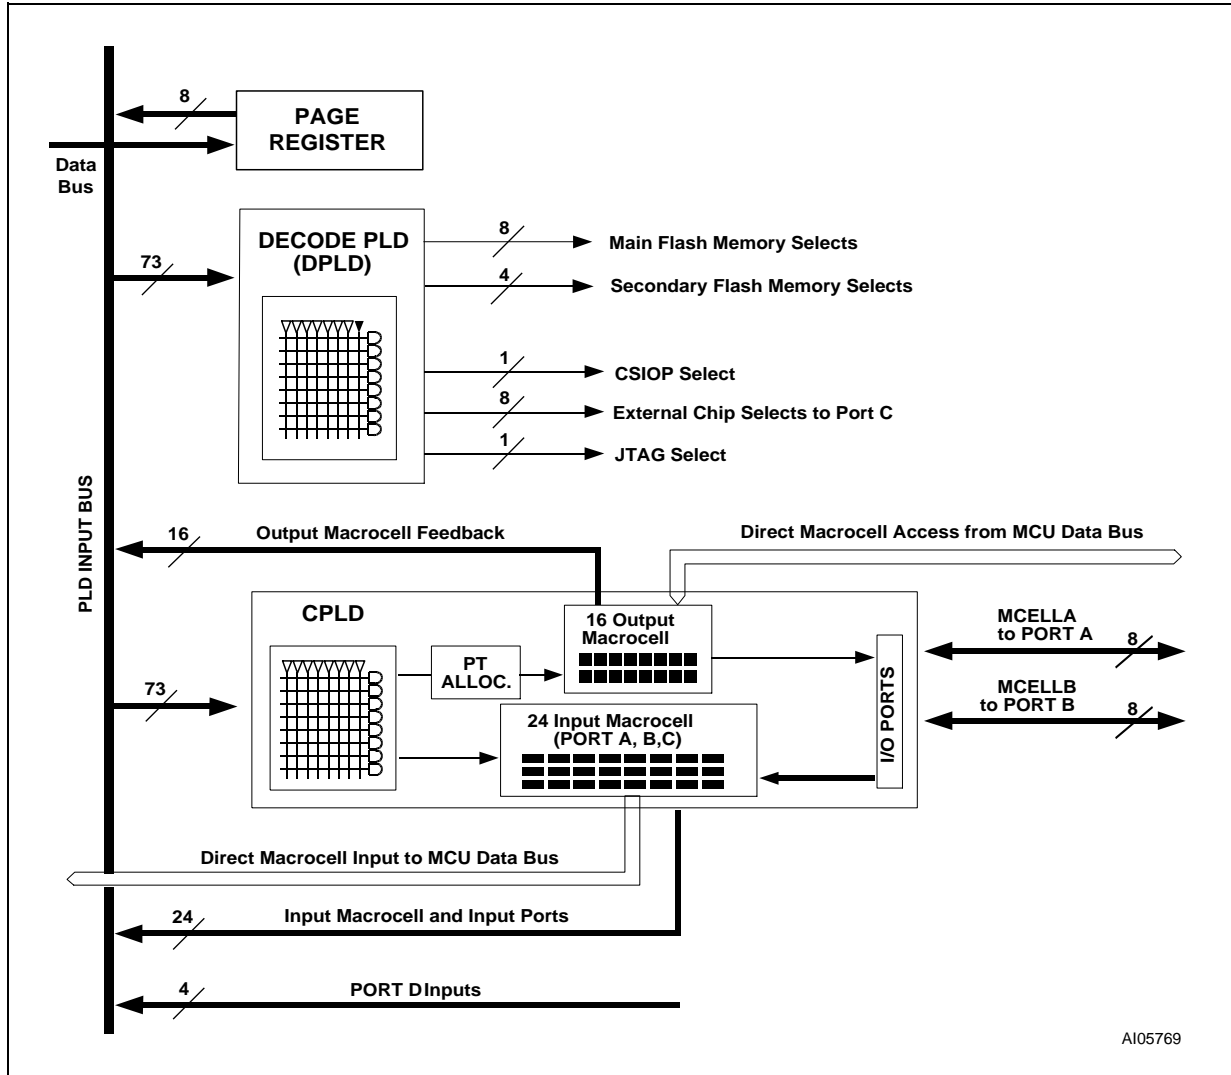 8
PAGE
REGISTER
Data
Bus
DECODE PLD
(DPLD)
73
8
Main Flash Memory Selects
4
Secondary Flash Memory Selects
1
CSIOP Select
8
External Chip Selects to Port C
1
JTAG Select
PLD INPUT BUS
16
Output Macrocell Feedback
Direct Macrocell Access from MCU Data Bus
CPLD
73
PT
ALLOC.
16 Output
Macrocell
24 Input Macrocell
(PORT A, B,C)
I/O PORTS
MCELLA
to PORT A
8
MCELLB
to PORT B
8
Direct Macrocell Input to MCU Data Bus
24
Input Macrocell and Input Ports
4
PORT D Inputs
AI05769